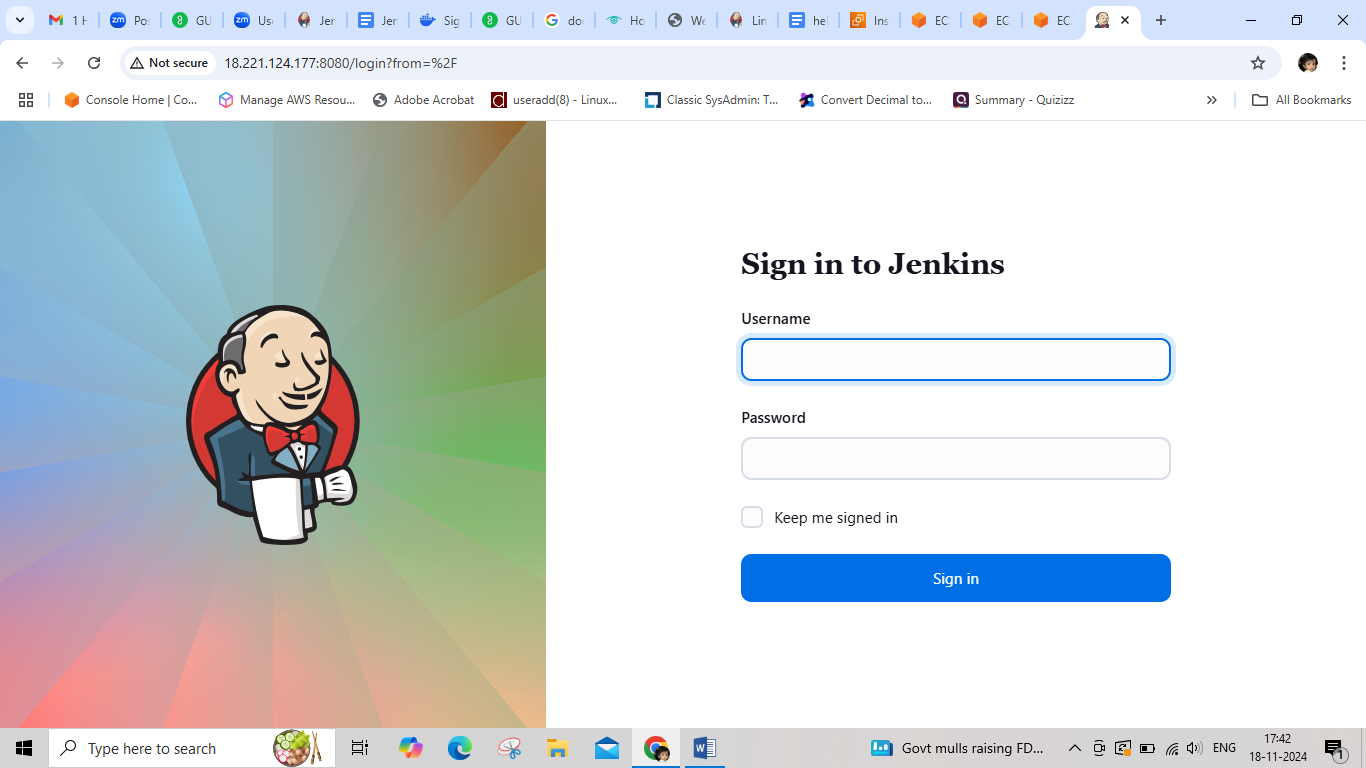 1 Po GU Us Jen Jen Sig GU do Ho We Lin hel Ins EC EC EC
Not secure 18.221.124.177:8080/login?from=%2F
Console Home | Co... Manage AWS Resou... Adobe Acrobat useradd(8) - Linux... Classic SysAdmin: T... Convert Decimal to... Summary - Quizizz » All Bookmarks
Sign in to Jenkins
Username
Password
Keep me signed in
Sign in
Type here to search Govt mulls raising FD... ENG 17:42
18-11-2024 1